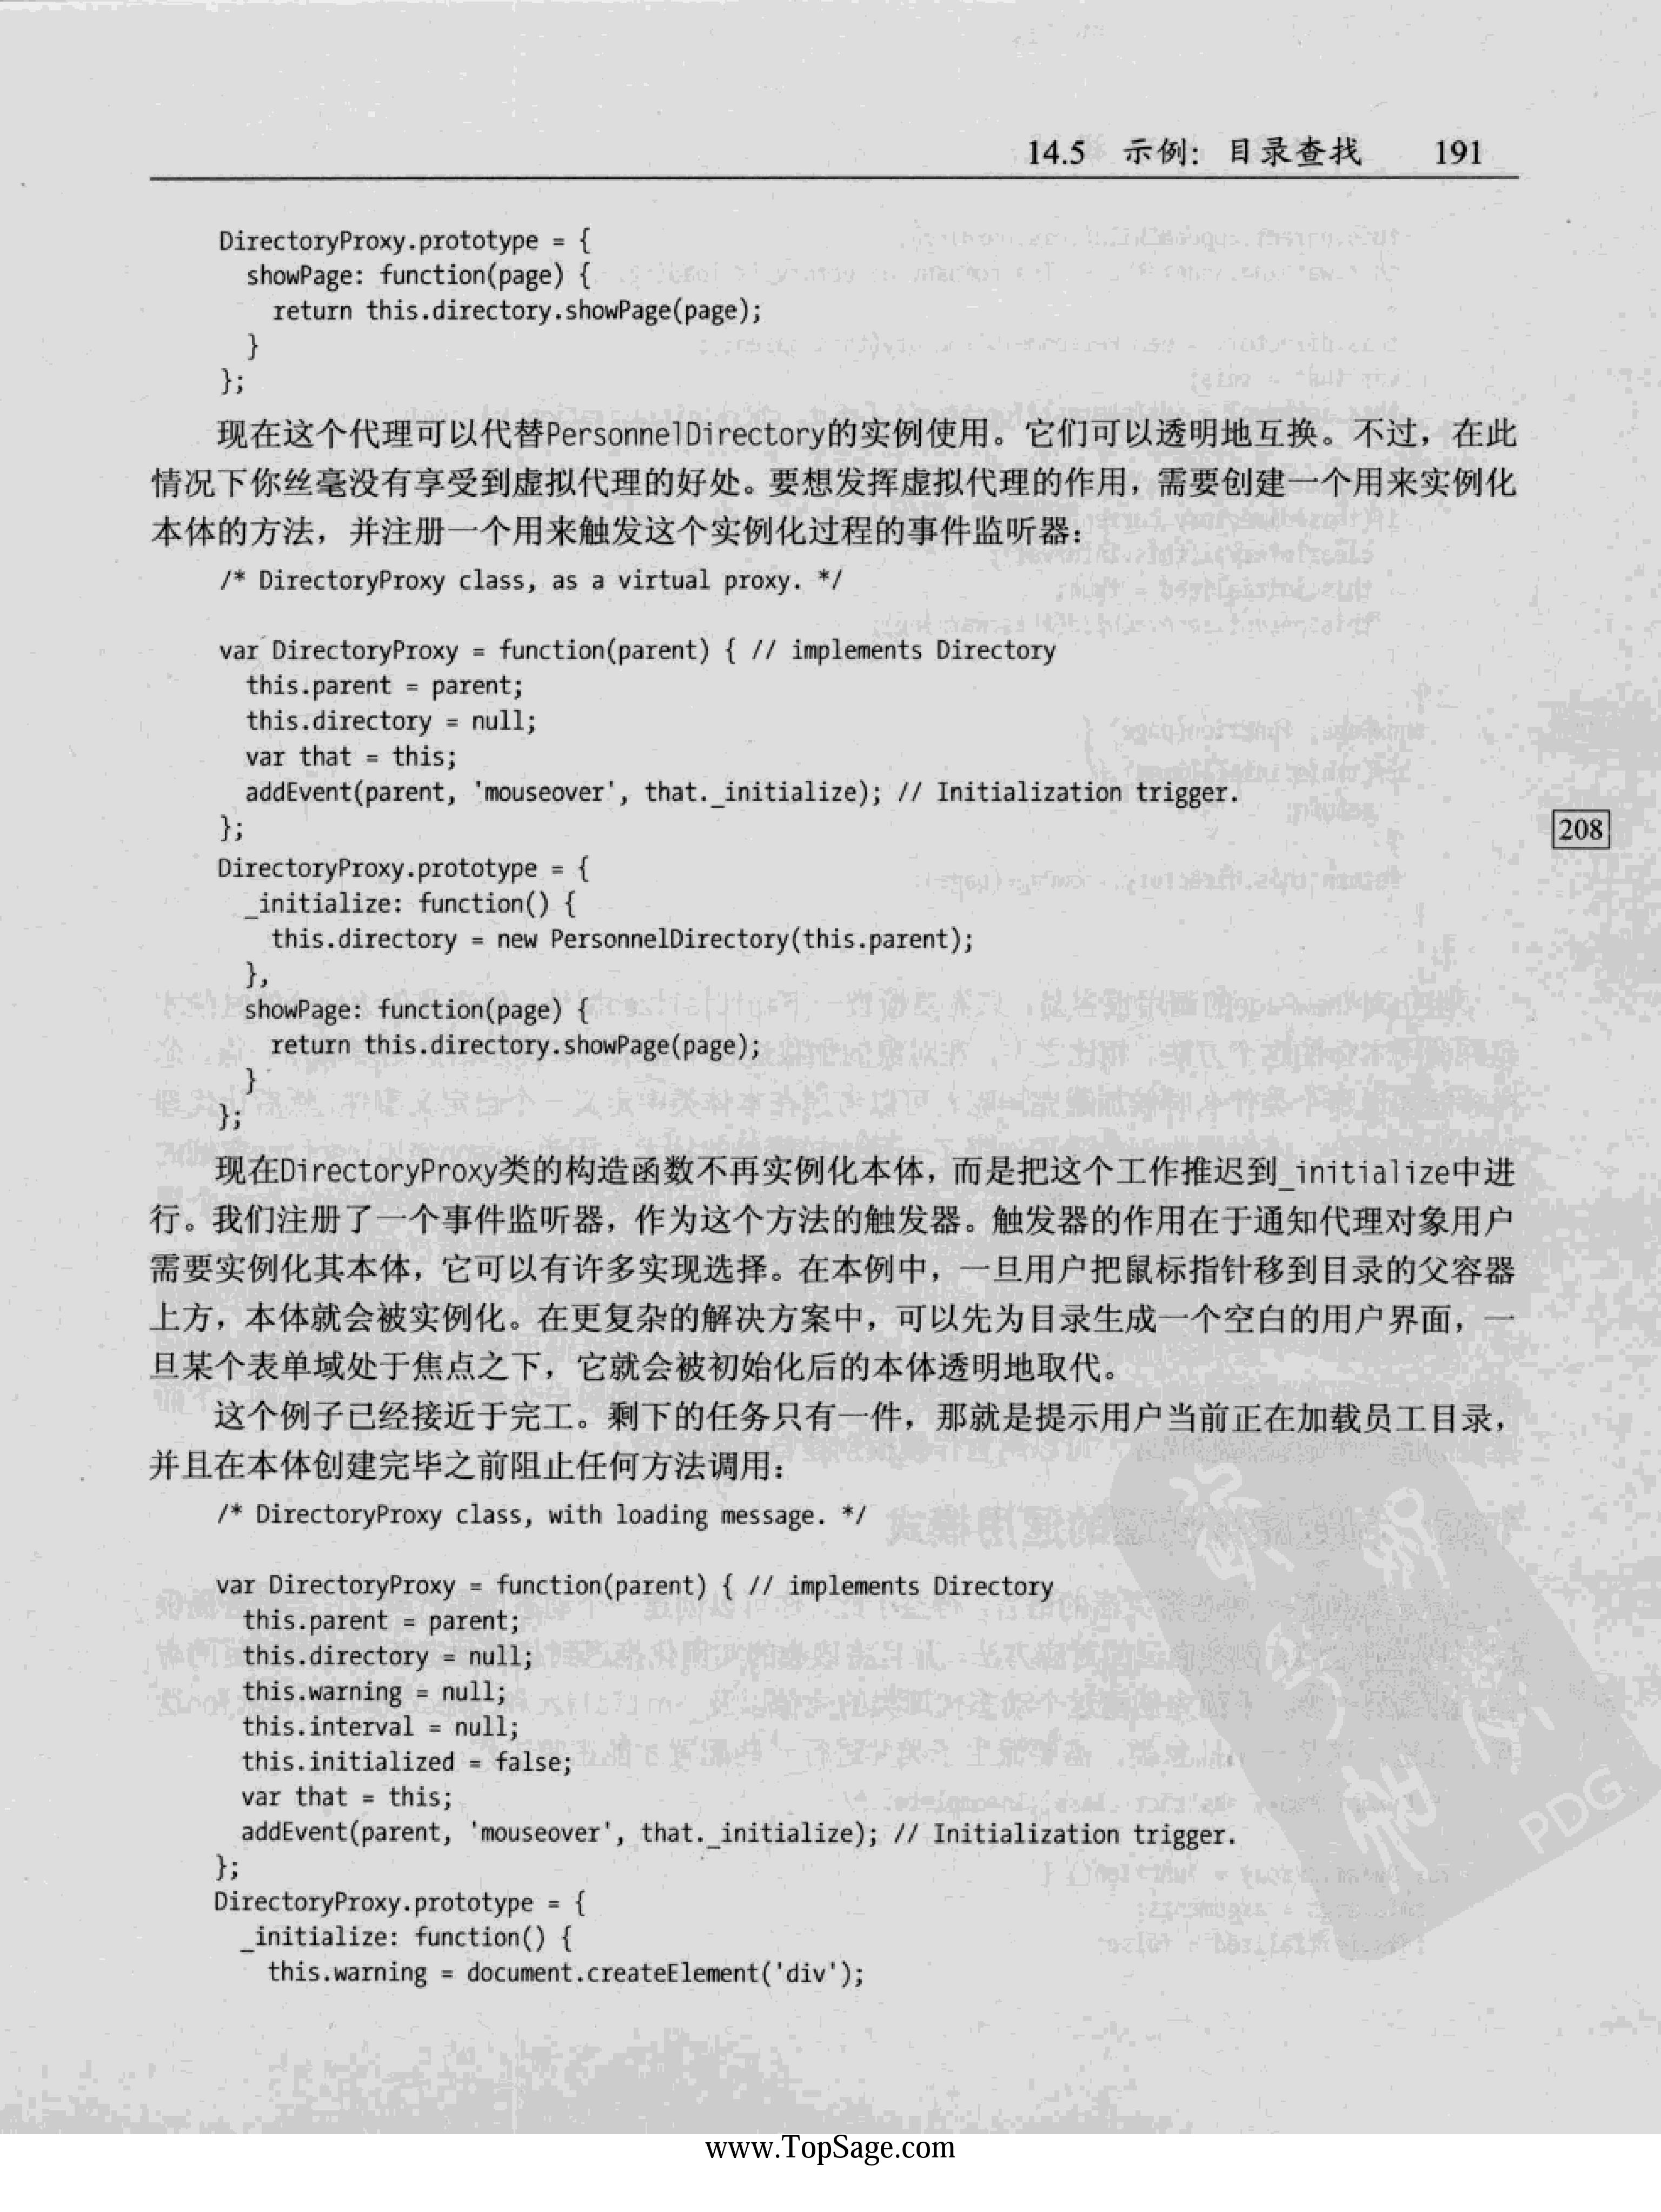 14.5 示例：目录查找 191
DirectoryProxy.prototype = {
showPage: function(page) {
return this.directory.showPage(page);
}
};
现在这个代理可以代替PersonnelDirectory的实例使用。它们可以透明地互换。不过，在此
情况下你丝毫没有享受到虚拟代理的好处。要想发挥虚拟代理的作用，需要创建一个用来实例化
本体的方法，并注册一个用来触发这个实例化过程的事件监听器：
/* DirectoryProxy class, as a virtual proxy. */
var DirectoryProxy = function(parent) { // implements Directory
this.parent = parent;
this.directory = null;
var that = this;
addEvent(parent, 'mouseover', that._initialize); // Initialization trigger.
};
208
DirectoryProxy.prototype = {
_initialize: function() {
this.directory = new PersonnelDirectory(this.parent);
},
showPage: function(page) {
return this.directory.showPage(page);
}
};
现在DirectoryProxy类的构造函数不再实例化本体，而是把这个工作推迟到_initialize中进
行。我们注册了一个事件监听器，作为这个方法的触发器。触发器的作用在于通知代理对象用户
需要实例化其本体，它可以有许多实现选择。在本例中，一旦用户把鼠标指针移到目录的父容器
上方，本体就会被实例化。在更复杂的解决方案中，可以先为目录生成一个空白的用户界面，一
旦某个表单域处于焦点之下，它就会被初始化后的本体透明地取代。
这个例子已经接近于完工。剩下的任务只有一件，那就是提示用户当前正在加载员工目录，
并且在本体创建完毕之前阻止任何方法调用：
/* DirectoryProxy class, with loading message. */
var DirectoryProxy = function(parent) { // implements Directory
this.parent = parent;
this.directory = null;
this.warning = null;
this.interval = null;
this.initialized = false;
var that = this;
addEvent(parent, 'mouseover', that._initialize); // Initialization trigger.
};
DirectoryProxy.prototype = {
_initialize: function() {
this.warning = document.createElement('div');
PDG
www.TopSage.com